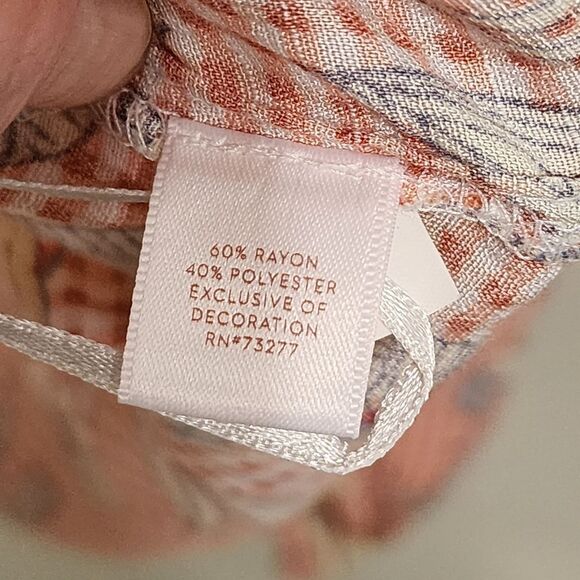 60% RAYON
40% POLYESTER
EXCLUSIVE OF
DECORATION
RN#73277